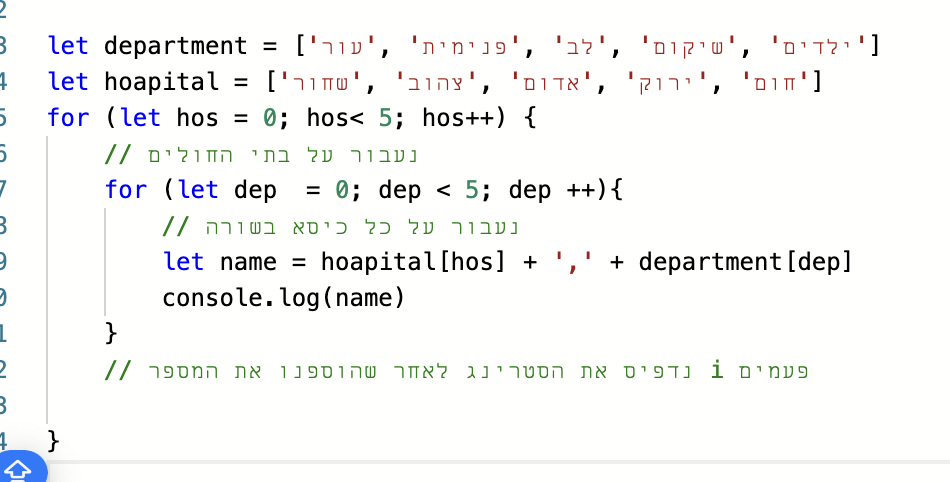 let department = ['עור', 'פנימית', 'לב', 'שיקום', 'ילדים']
let hoapital = ['שחור', 'צהוב', 'אדום', 'ירוק', 'חום']
for (let hos = 0; hos< 5; hos++) {
// נעבור על בתי החולים
for (let dep  = 0; dep < 5; dep ++){
// נעבור על כל כיסא בשורה
let name = hoapital[hos] + ',' + department[dep]
console.log(name)
}
// נדפיס את הסטרינג לאחר שהוספנו את המספר i פעמים
}